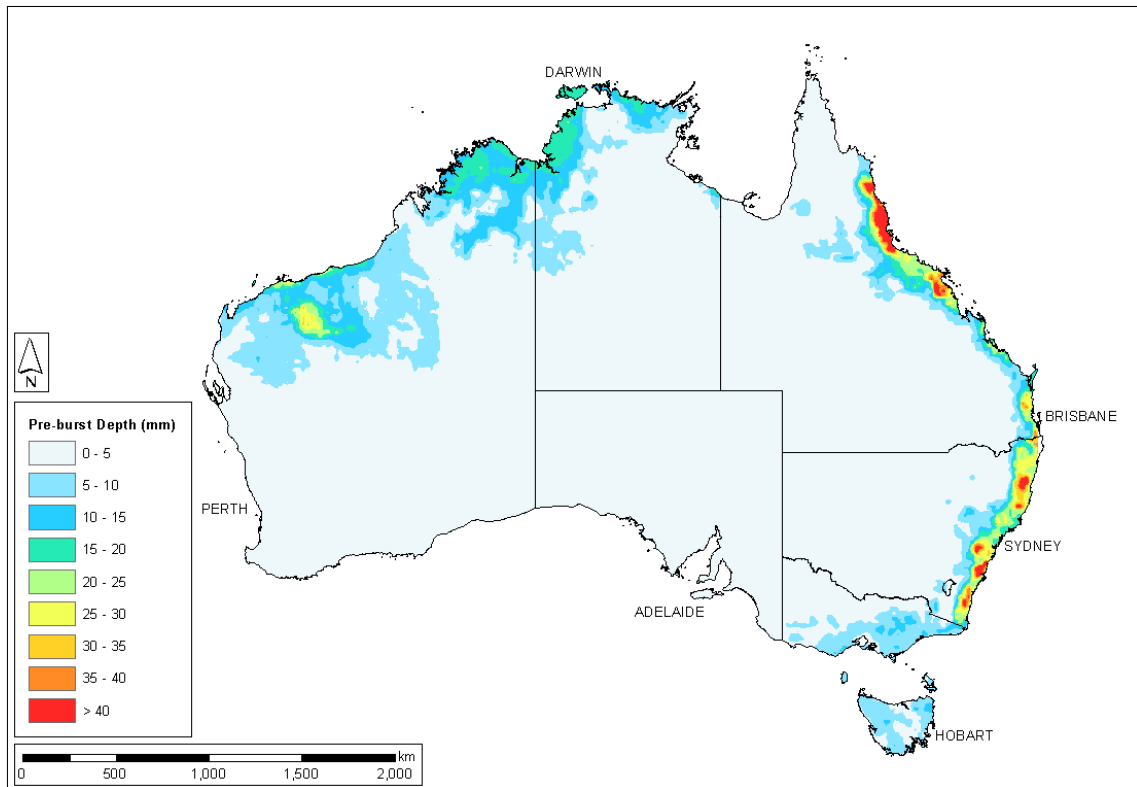 DARWIN
BRISBANE
PERTH
SYDNEY
ADELAIDE
HOBART
N
Pre-burst Depth (mm)
0 - 5
5 - 10
10 - 15
15 - 20
20 - 25
25 - 30
30 - 35
35 - 40
> 40
km
0 500 1,000 1,500 2,000